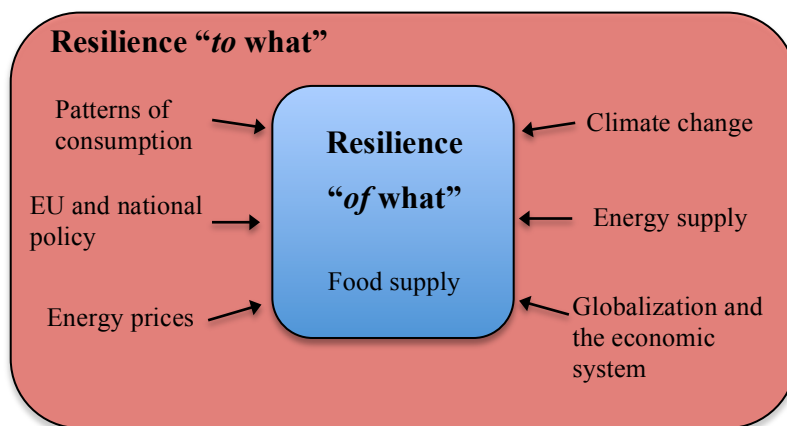 Resilience “to what”
Patterns of
consumption
EU and national
policy
Energy prices
Resilience
“of what”
Food supply
Climate change
Energy supply
Globalization and
the economic
system